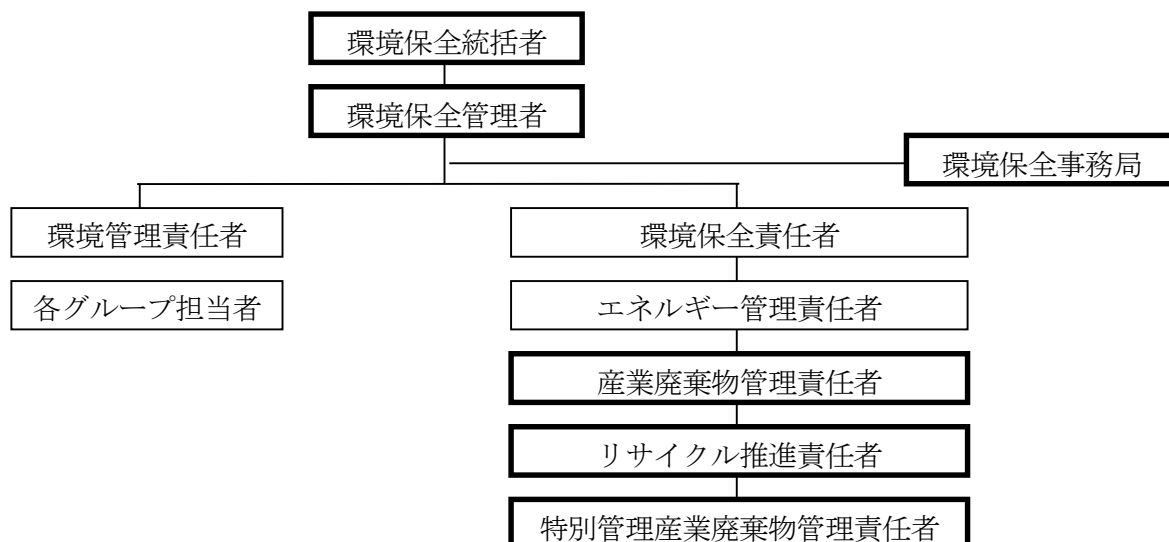 環境保全統括者
環境保全管理者
環境保全事務局
環境管理責任者
環境保全責任者
各グループ担当者
エネルギー管理責任者
産業廃棄物管理責任者
リサイクル推進責任者
特別管理産業廃棄物管理責任者